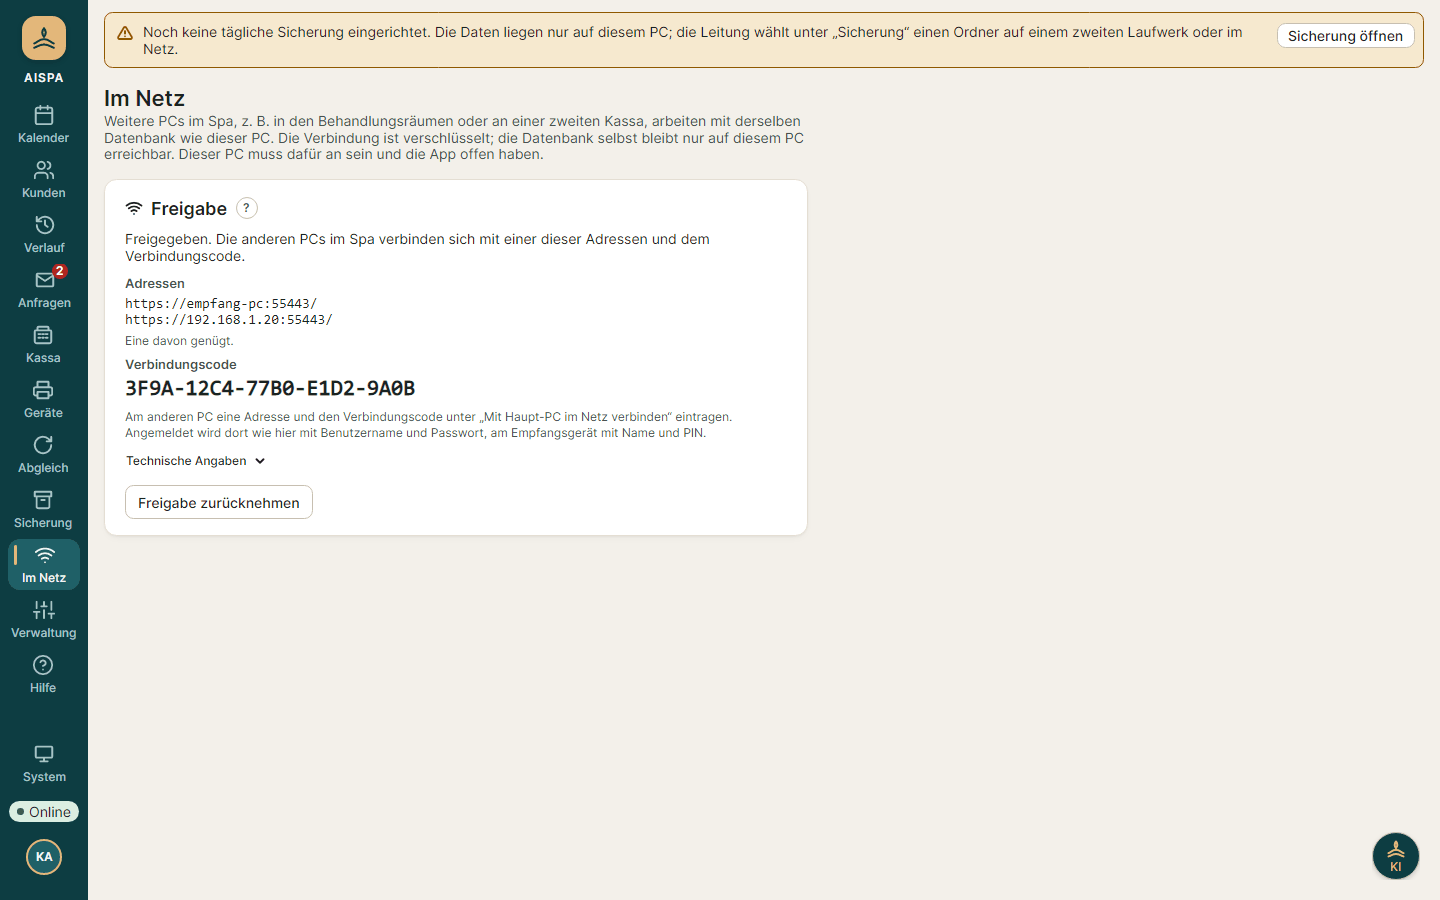 AISPA
Kalender
Kunden
Verlauf
2
Anfragen
Kassa
Geräte
Abgleich
Sicherung
Im Netz
Verwaltung
Hilfe
System
Online
KA
Noch keine tägliche Sicherung eingerichtet. Die Daten liegen nur auf diesem PC; die Leitung wählt unter „Sicherung“ einen Ordner auf einem zweiten Laufwerk oder im
Netz.
Sicherung öffnen
Im Netz
Weitere PCs im Spa, z. B. in den Behandlungsräumen oder an einer zweiten Kassa, arbeiten mit derselben
Datenbank wie dieser PC. Die Verbindung ist verschlüsselt; die Datenbank selbst bleibt nur auf diesem PC
erreichbar. Dieser PC muss dafür an sein und die App offen haben.
Freigabe ?
Freigegeben. Die anderen PCs im Spa verbinden sich mit einer dieser Adressen und dem
Verbindungscode.
Adressen
https://empfang-pc:55443/
https://192.168.1.20:55443/
Eine davon genügt.
Verbindungscode
3F9A-12C4-77B0-E1D2-9A0B
Am anderen PC eine Adresse und den Verbindungscode unter „Mit Haupt-PC im Netz verbinden“ eintragen.
Angemeldet wird dort wie hier mit Benutzername und Passwort, am Empfangsgerät mit Name und PIN.
Technische Angaben
Freigabe zurücknehmen
KI